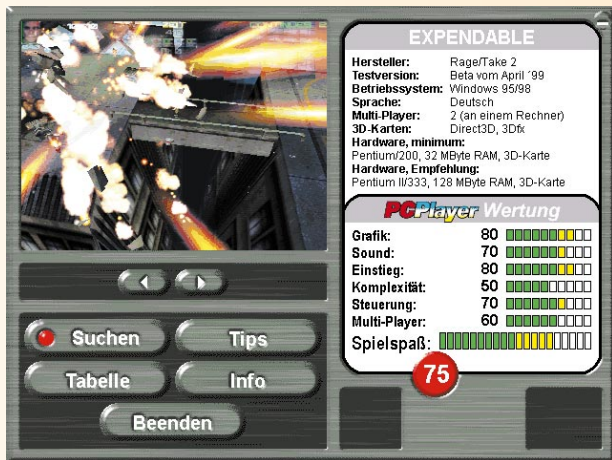 EXPENDABLE
Hersteller: Rage/Take 2
Testversion: Beta vom April ´99
Betriebssystem: Windows 95/98
Sprache: Deutsch
Multi-Player: 2 (an einem Rechner)
3D-Karten: Direct3D, 3Dfx
Hardware, minimum:
Pentium/200, 32 MByte RAM, 3D-Karte
Hardware, Empfehlung:
Pentium II/333, 128 MByte RAM, 3D-Karte
PCPlayer Wertung
Grafik: 80
Sound: 70
Einstieg: 80
Komplexität: 50
Steuerung: 70
Multi-Player: 60
Spielspaß:
75
Suchen
Tips
Tabelle
Info
Beenden